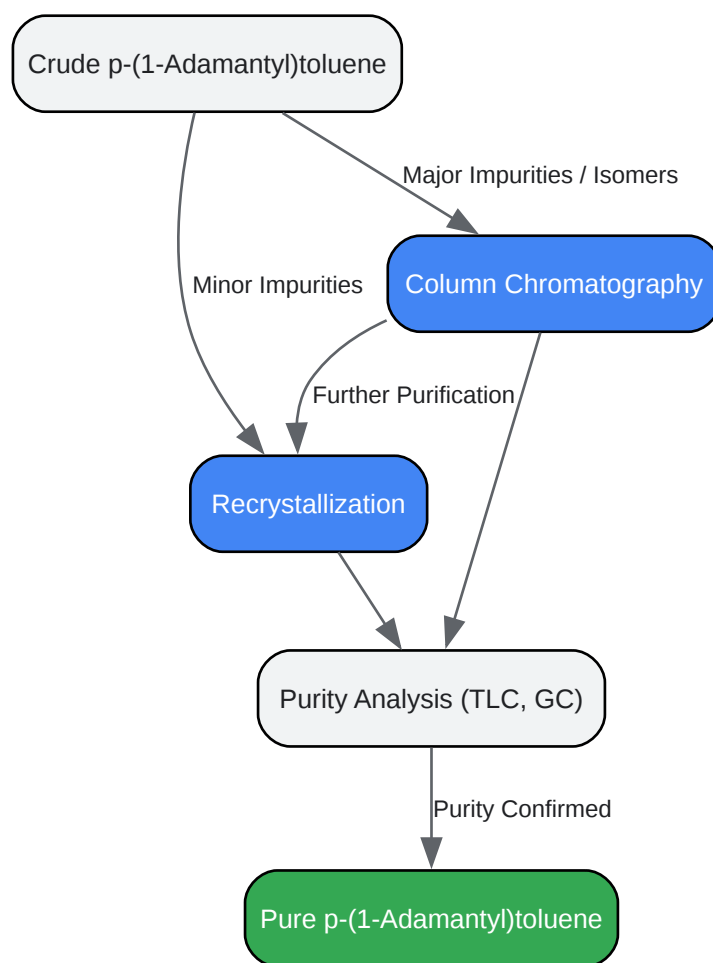 Crude p-(1-Adamantyl)toluene
Major Impurities / Isomers
Minor Impurities
Column Chromatography
Further Purification
Recrystallization
Purity Analysis (TLC, GC)
Purity Confirmed
Pure p-(1-Adamantyl)toluene